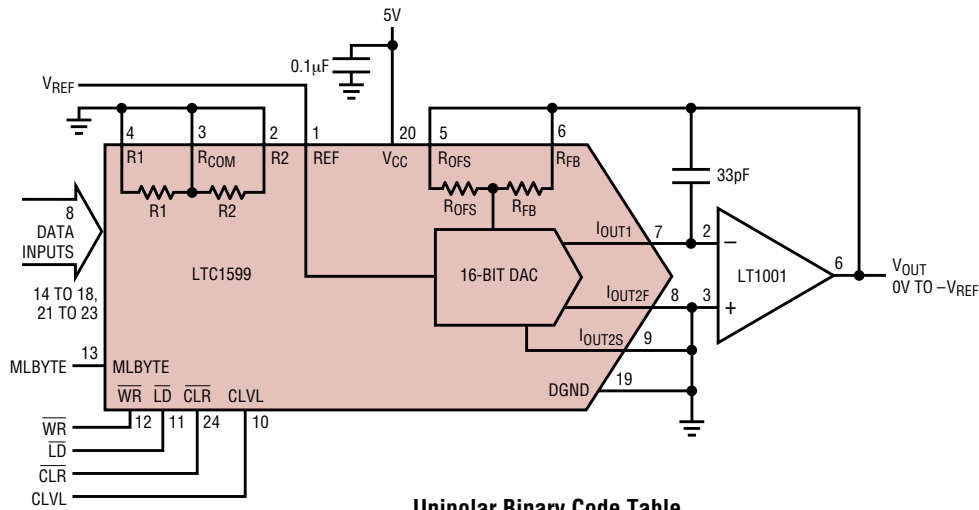 5V
0.1μF
VREF
4 3 2 1 20 5 6
R1 RCOM R2 REF VCC ROFS RFB
33pF
R1 R2
ROFS RFB
8
DATA
INPUTS
IOUT1 7 2 −
LTC1599
16-BIT DAC
LT1001
6
VOUT
0V TO –VREF
14 TO 18,
21 TO 23
IOUT2F 8 3 +
IOUT2S 9
MLBYTE 13 MLBYTE
WR LD CLR CLVL
DGND 19
12 11 24 10
WR
LD
CLR
CLVL
Unipolar Binary Code Table